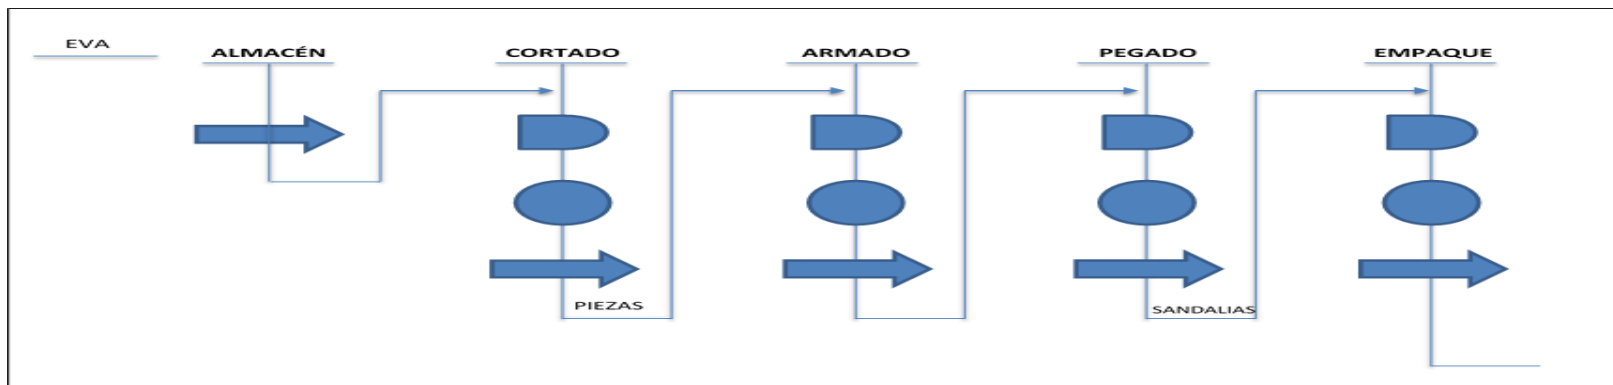 EVA
ALMACÉN
CORTADO
ARMADO
PEGADO
EMPAQUE
PIEZAS
SANDALIAS